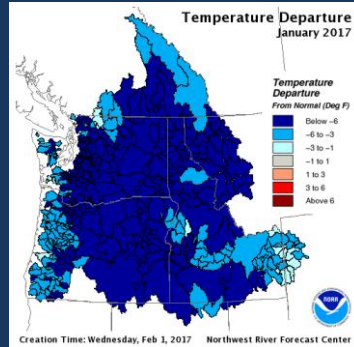 Temperature Departure
January 2017
Temperature
Departure
From Normal (Deg F)
Below -6
-6 to -3
-3 to -1
-1 to 1
1 to 3
3 to 6
Above 6
NOAA
Creation Time: Wednesday, Feb 1, 2017 Northwest River Forecast Center